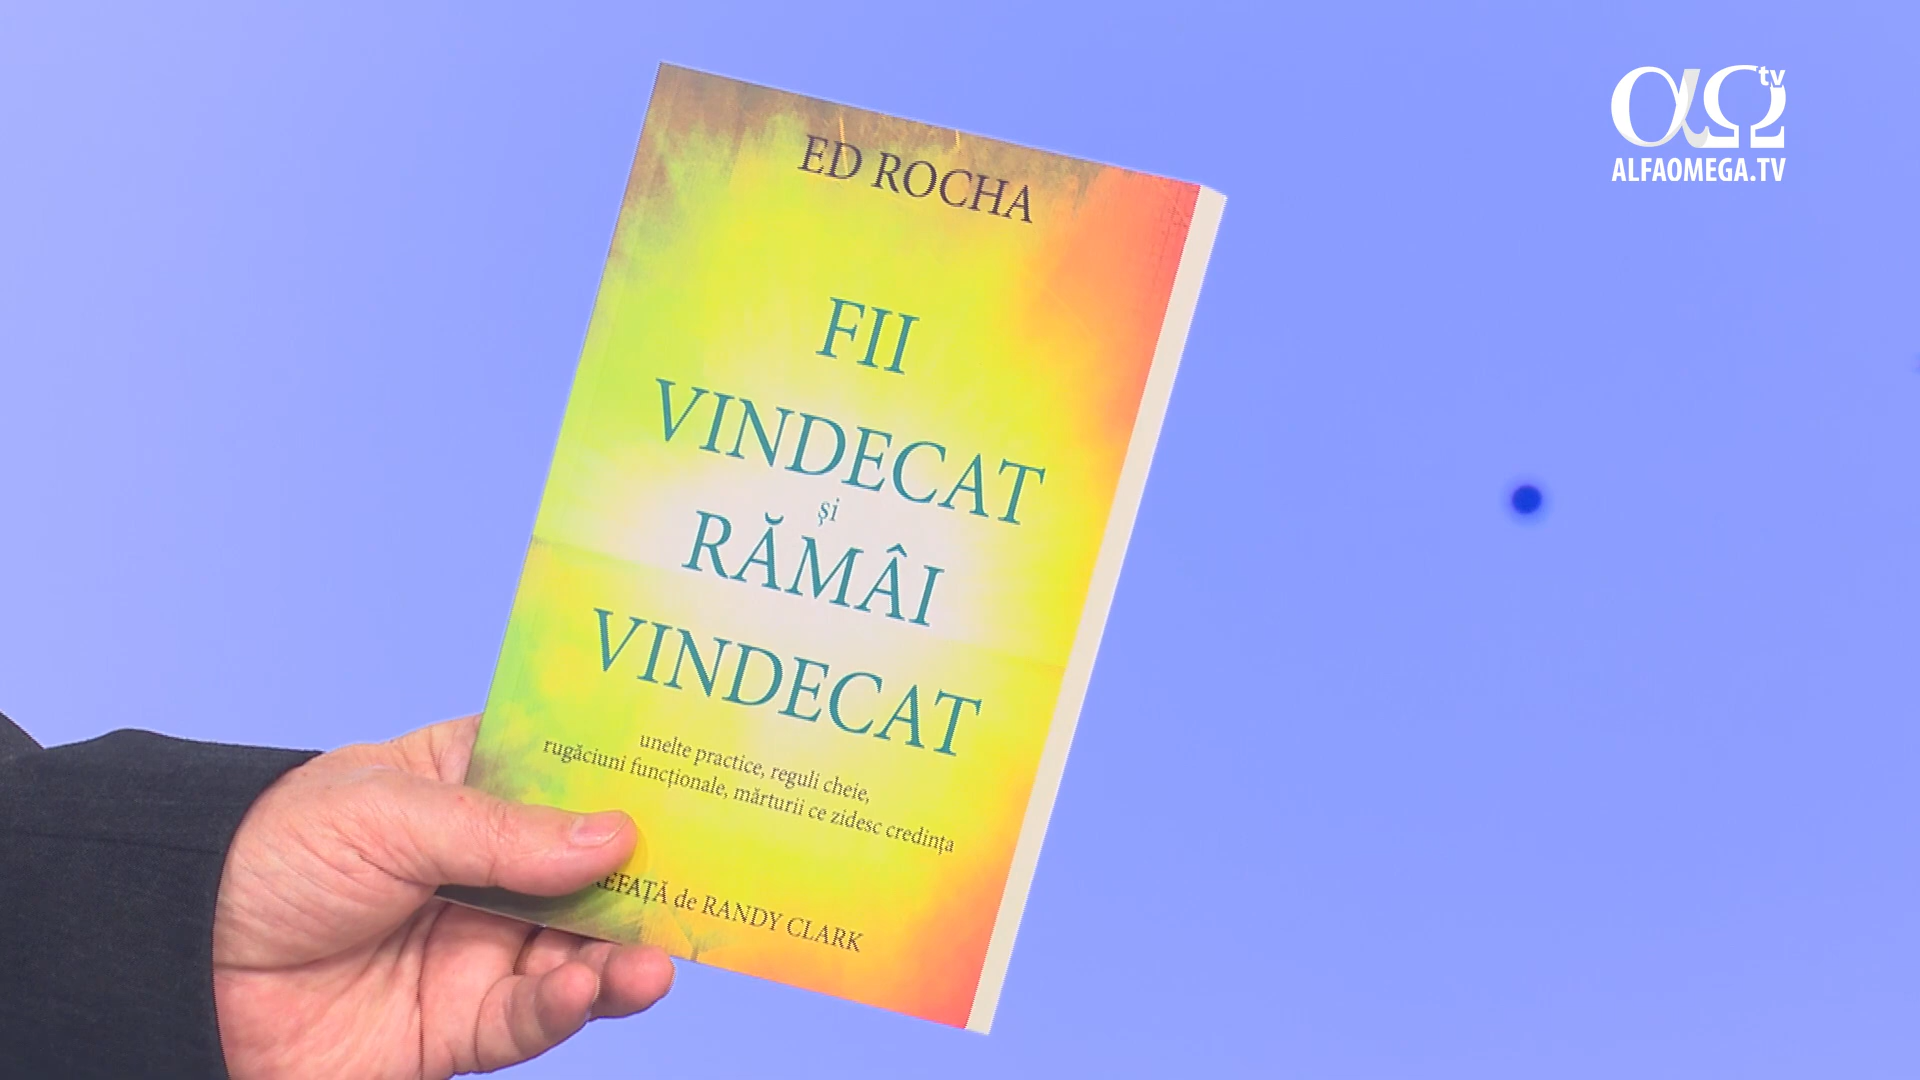 ED ROCHA
FII
VINDECAT
și
RĂMÂI
VINDECAT
unelte practice, reguli cheie,
rugăciuni funcționale, mărturii ce zidesc credința
de RANDY CLARK
αΩ tv
ALFAOMEGA.TV